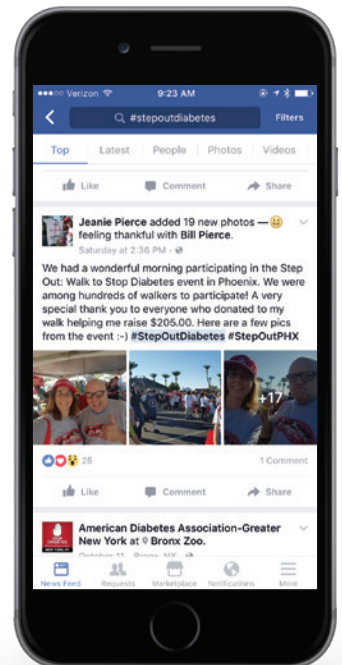 Verizon 9:23 AM
#stepoutdiabetes Filters
Top Latest People Photos Videos
Like Comment Share
Jeanie Pierce added 19 new photos —
feeling thankful with Bill Pierce.
Saturday at 2:36 PM ·
We had a wonderful morning participating in the Step
Out: Walk to Stop Diabetes event in Phoenix. We were
among hundreds of walkers to participate! A very
special thank you to everyone who donated to my
walk helping me raise $205.00. Here are a few pics
from the event :-) #StepOutDiabetes #StepOutPHX
+17
25 1 Comment
Like Comment Share
American Diabetes Association-Greater
New York at Bronx Zoo.
October 11 · Bronx, NY ·
News Feed Requests Marketplace Notifications More